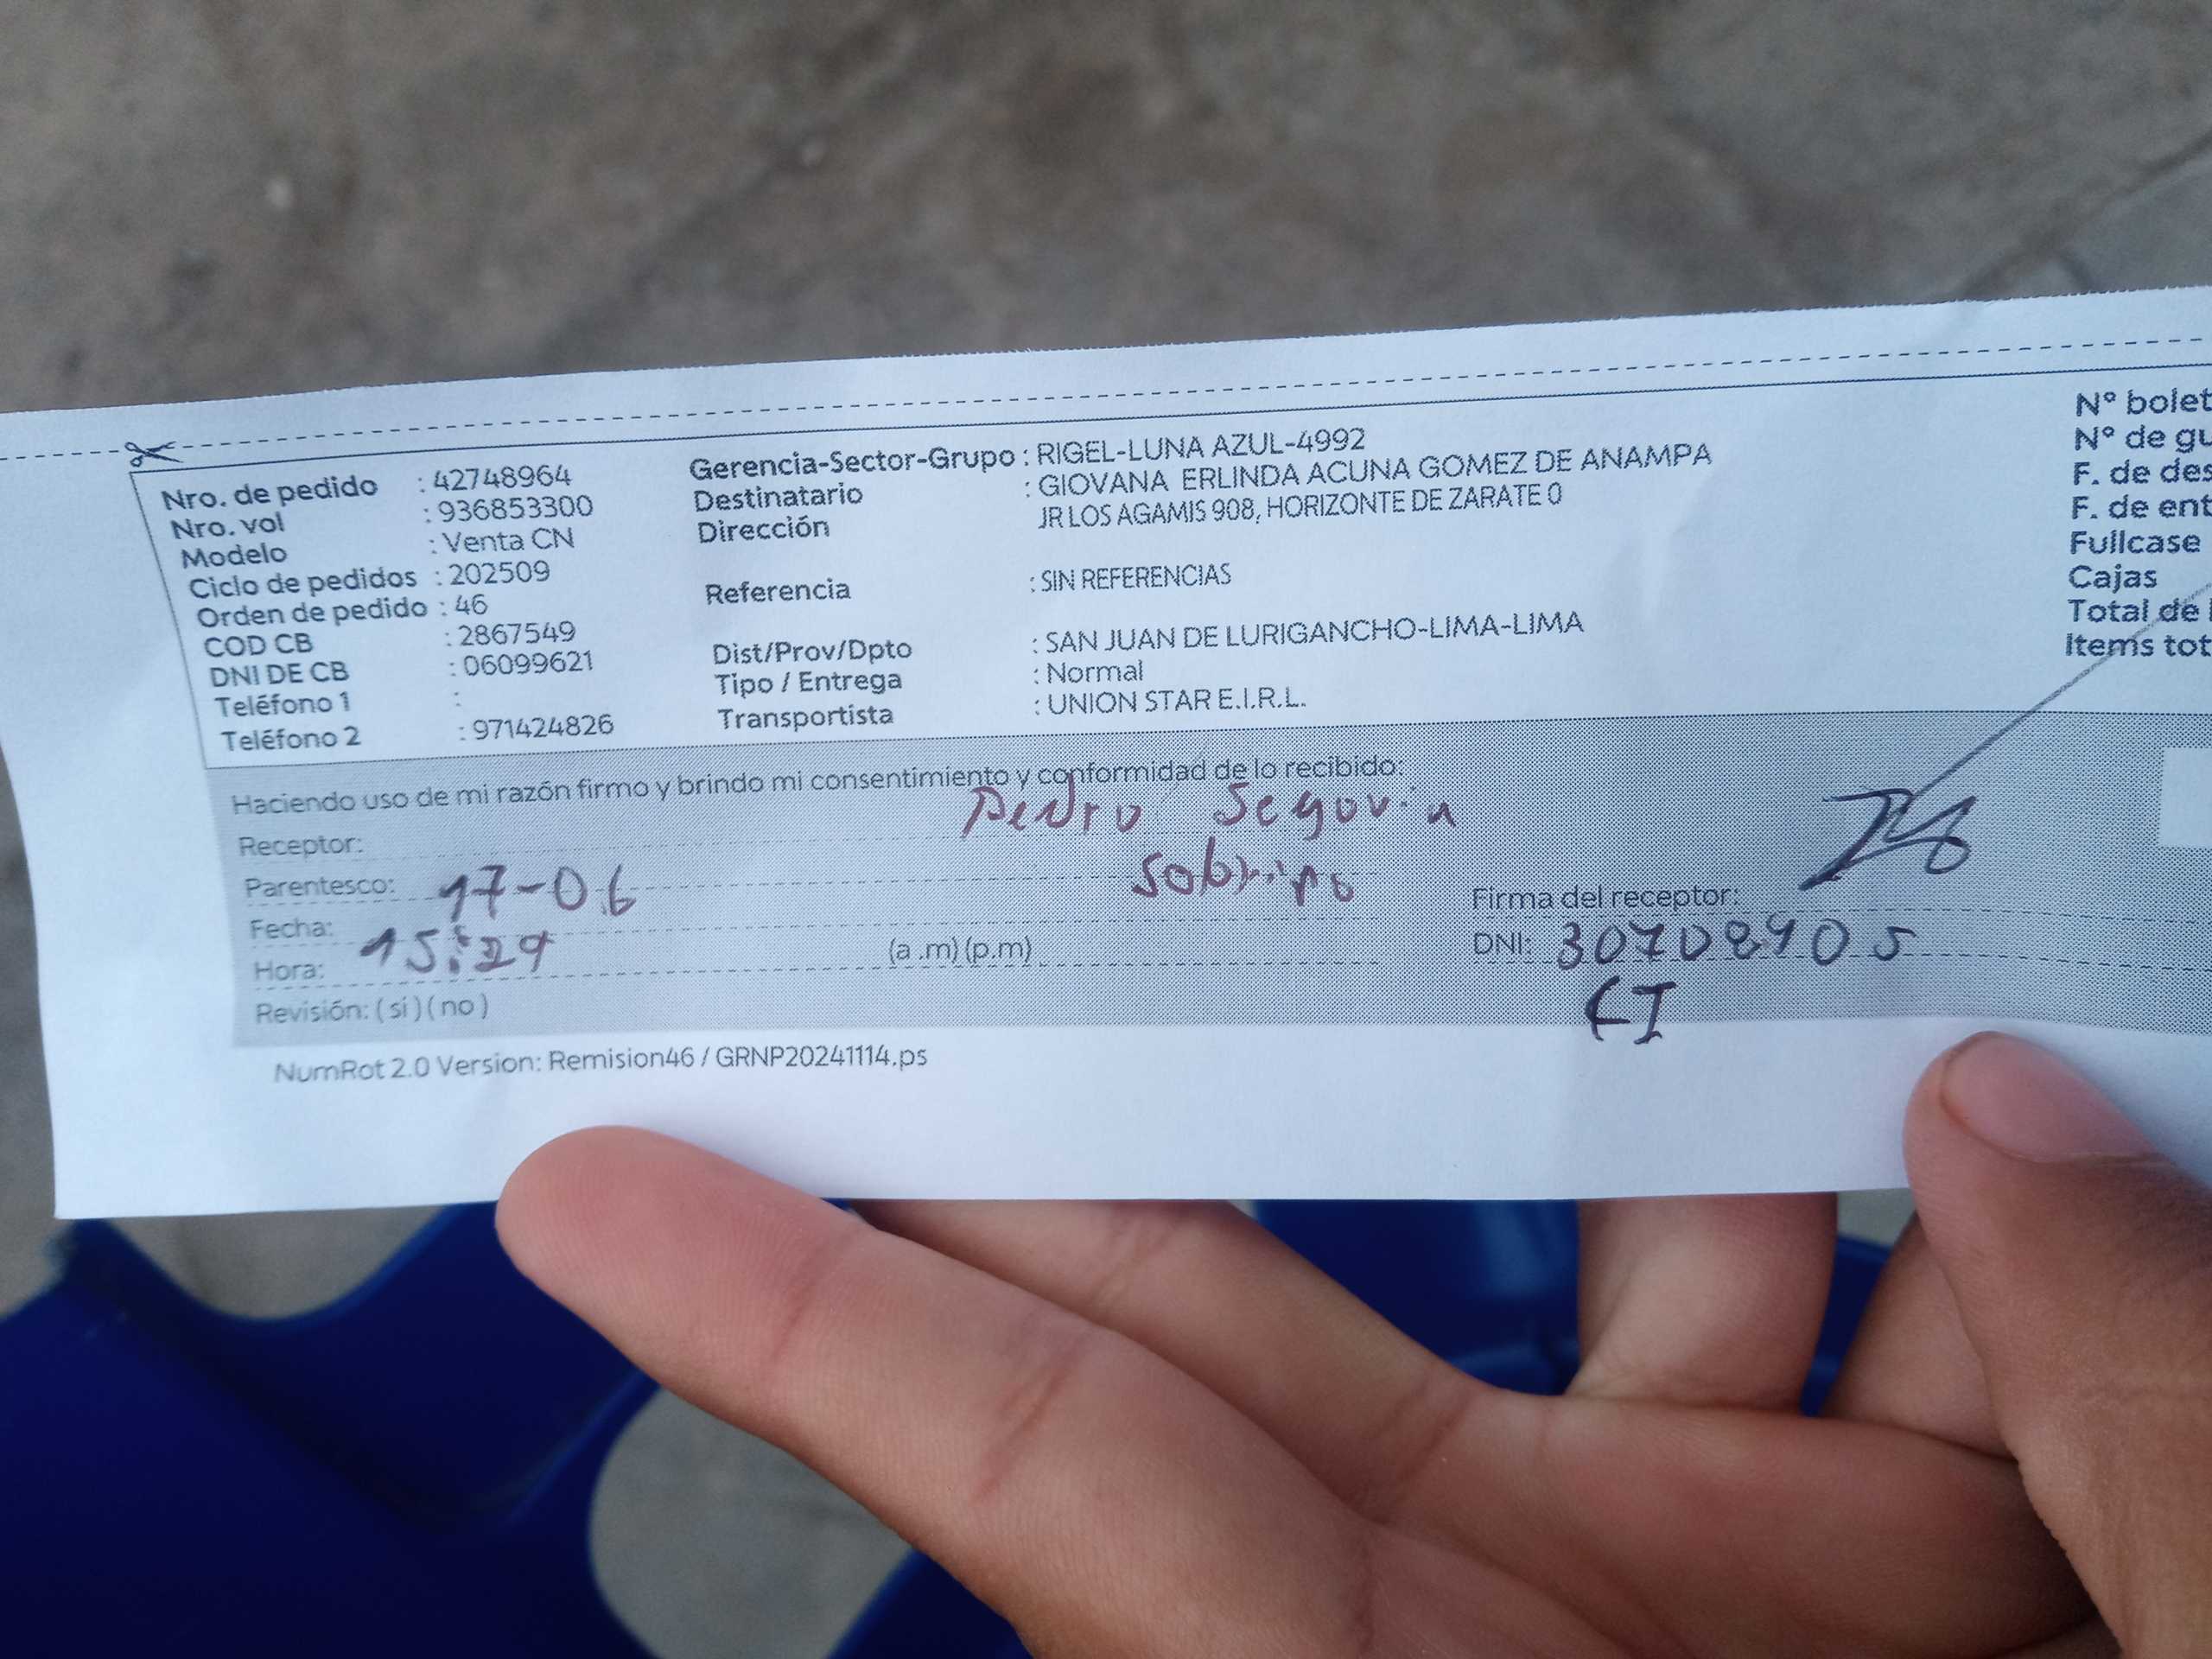 Nro. de pedido : 42748964
Nro. vol : 936853300
Modelo : Venta CN
Ciclo de pedidos : 202509
Orden de pedido : 46
COD CB : 2867549
DNI DE CB : 06099621
Teléfono 1 :
Teléfono 2 : 971424826
Gerencia-Sector-Grupo : RIGEL-LUNA AZUL-4992
Destinatario : GIOVANA ERLINDA ACUNA GOMEZ DE ANAMPA
Dirección JR LOS AGAMIS 908, HORIZONTE DE ZARATE 0
Referencia : SIN REFERENCIAS
Dist/Prov/Dpto : SAN JUAN DE LURIGANCHO-LIMA-LIMA
Tipo / Entrega : Normal
Transportista : UNION STAR E.I.R.L.
N° bolet
N° de gu
F. de des
F. de ent
Fullcase
Cajas
Total de
Items tot
Haciendo uso de mi razón firmo y brindo mi consentimiento y conformidad de lo recibido:
Receptor: Pedro Segovia
Parentesco: sobrino
Fecha: 17-06
Hora: 15:29 (a .m) (p.m)
Revisión: ( si ) ( no )
Firma del receptor:
DNI: 307089405
NumRot 2.0 Version: Remision46 / GRNP20241114.ps